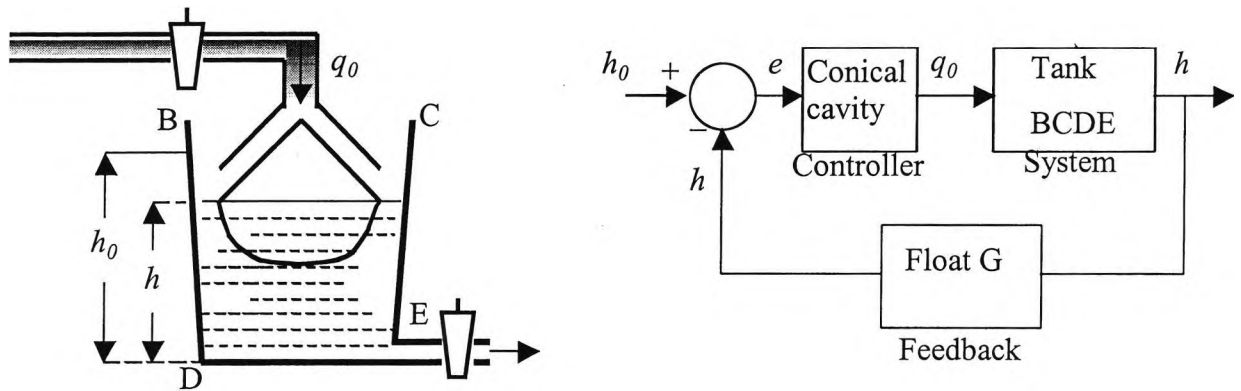 q0
B
C
h0
h
E
D
h0
+
−
e
Conical
cavity
Controller
q0
Tank
BCDE
System
h
h
Float G
Feedback